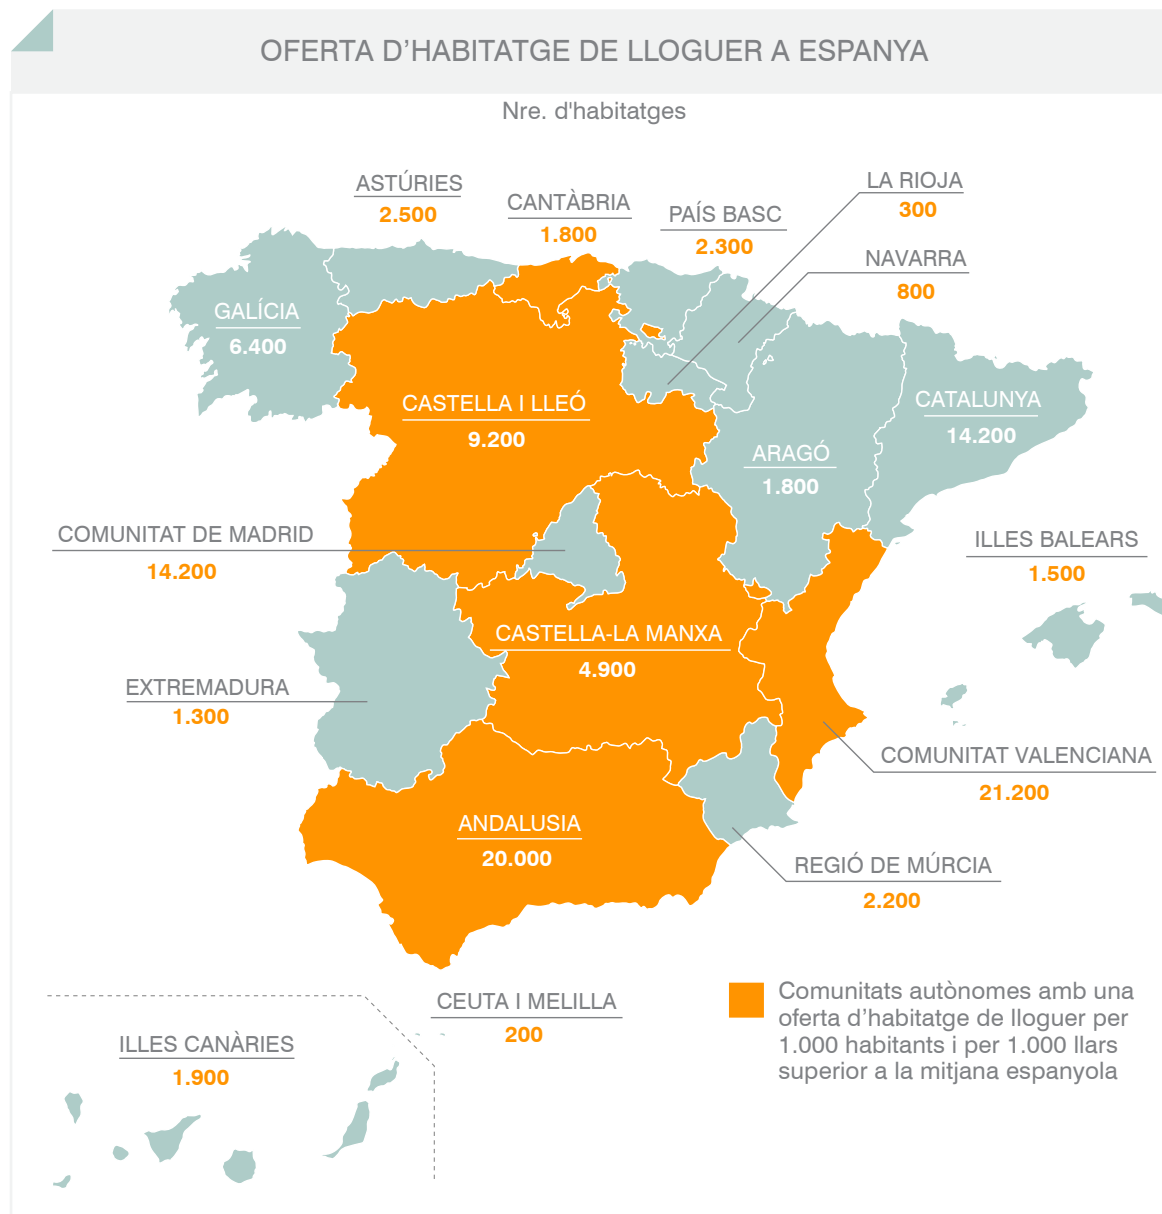 OFERTA D’HABITATGE DE LLOGUER A ESPANYA
Nre. d'habitatges
ASTÚRIES
2.500
CANTÀBRIA
1.800
PAÍS BASC
2.300
LA RIOJA
300
NAVARRA
800
GALÍCIA
6.400
CASTELLA I LLEÓ
9.200
ARAGÓ
1.800
CATALUNYA
14.200
COMUNITAT DE MADRID
14.200
ILLES BALEARS
1.500
CASTELLA-LA MANXA
4.900
EXTREMADURA
1.300
COMUNITAT VALENCIANA
21.200
ANDALUSIA
20.000
REGIÓ DE MÚRCIA
2.200
CEUTA I MELILLA
200
ILLES CANÀRIES
1.900
Comunitats autònomes amb una
oferta d’habitatge de lloguer per
1.000 habitants i per 1.000 llars
superior a la mitjana espanyola